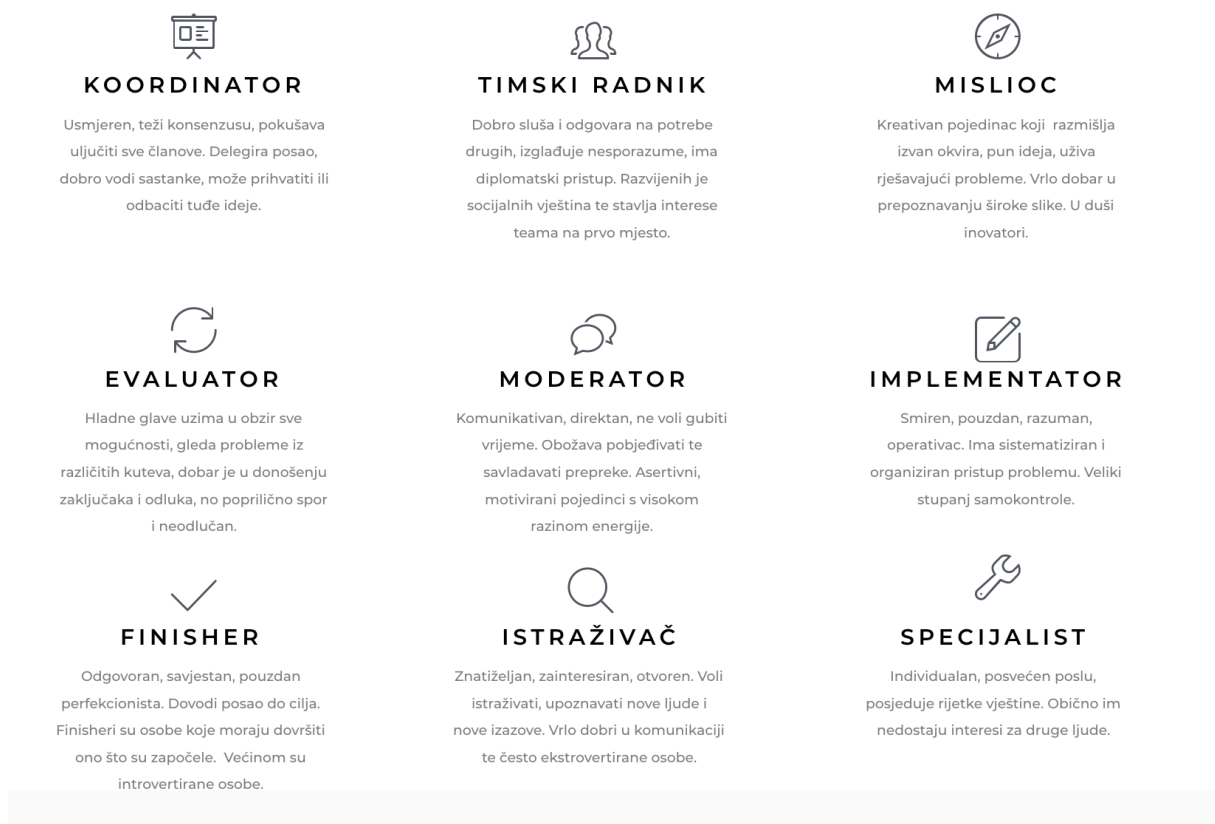 KOORDINATOR
Usmjeren, teži konsenzusu, pokušava
uljučiti sve članove. Delegira posao,
dobro vodi sastanke, može prihvatiti ili
odbaciti tuđe ideje.
TIMSKI RADNIK
Dobro sluša i odgovara na potrebe
drugih, izglađuje nesporazume, ima
diplomatski pristup. Razvijenih je
socijalnih vještina te stavlja interese
teama na prvo mjesto.
MISLIOC
Kreativan pojedinac koji  razmišlja
izvan okvira, pun ideja, uživa
rješavajući probleme. Vrlo dobar u
prepoznavanju široke slike. U duši
inovatori.
EVALUATOR
Hladne glave uzima u obzir sve
mogućnosti, gleda probleme iz
različitih kuteva, dobar je u donošenju
zaključaka i odluka, no poprilično spor
i neodlučan.
MODERATOR
Komunikativan, direktan, ne voli gubiti
vrijeme. Obožava pobjeđivati te
savladavati prepreke. Asertivni,
motivirani pojedinci s visokom
razinom energije.
IMPLEMENTATOR
Smiren, pouzdan, razuman,
operativac. Ima sistematiziran i
organiziran pristup problemu. Veliki
stupanj samokontrole.
FINISHER
Odgovoran, savjestan, pouzdan
perfekcionista. Dovodi posao do cilja.
Finisheri su osobe koje moraju dovršiti
ono što su započele.  Većinom su
introvertirane osobe.
ISTRAŽIVAČ
Znatiželjan, zainteresiran, otvoren. Voli
istraživati, upoznavati nove ljude i
nove izazove. Vrlo dobri u komunikaciji
te često ekstrovertirane osobe.
SPECIJALIST
Individualan, posvećen poslu,
posjeduje rijetke vještine. Obično im
nedostaju interesi za druge ljude.